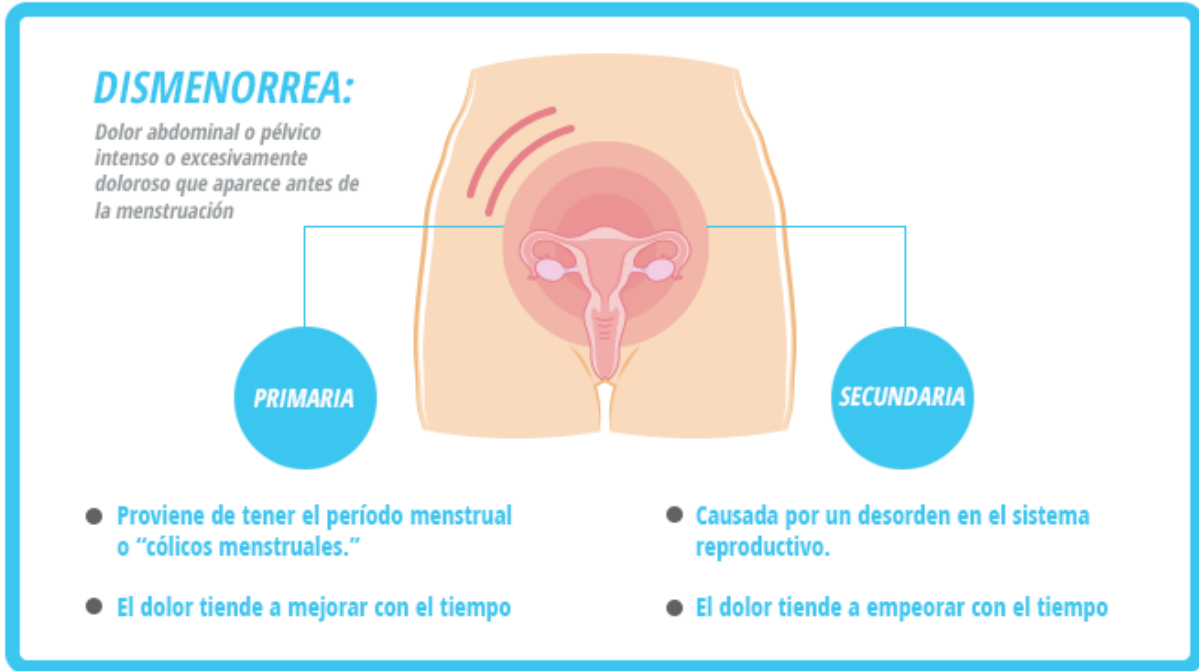 DISMENORREA:
Dolor abdominal o pélvico
intenso o excesivamente
doloroso que aparece antes de
la menstruación
PRIMARIA
SECUNDARIA
Proviene de tener el período menstrual
o “cólicos menstruales.”
El dolor tiende a mejorar con el tiempo
Causada por un desorden en el sistema
reproductivo.
El dolor tiende a empeorar con el tiempo